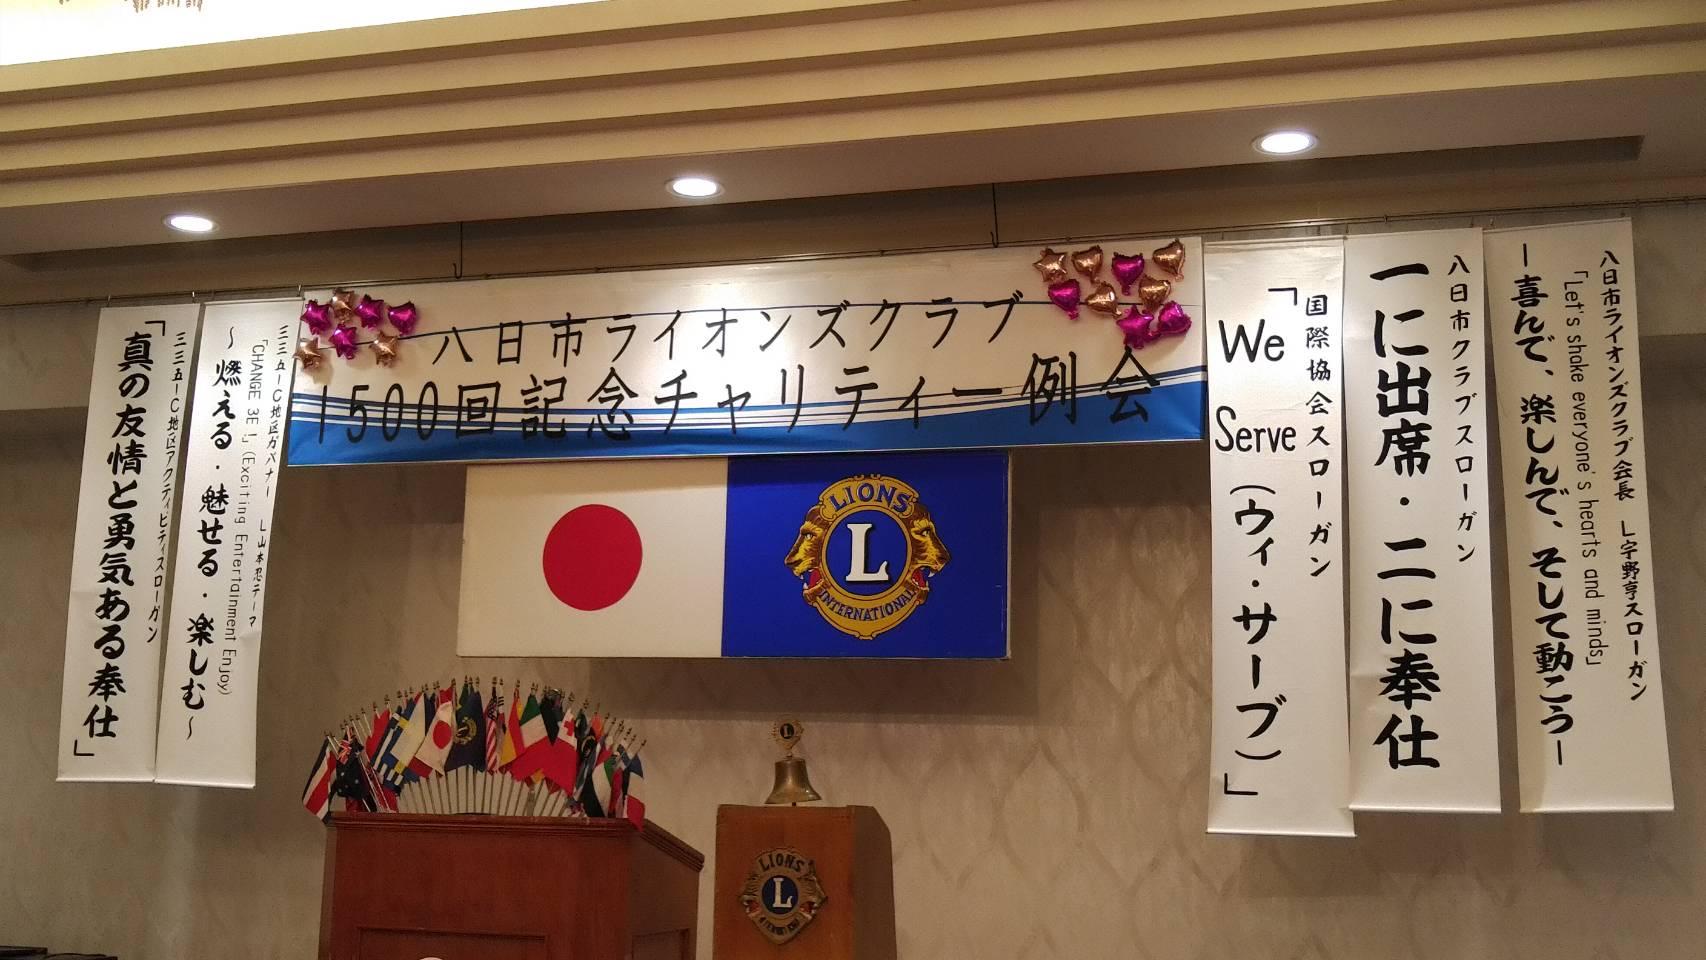 八日市ライオンズクラブ
1500回記念チャリティー例会
八日市ライオンズクラブ会長 L宇野亨スローガン
「Let's shake everyone's hearts and minds」
ー喜んで、楽しんで、そして動こうー
八日市クラブスローガン
一に出席・二に奉仕
国際協会スローガン
「We Serve（ウィ・サーブ）」
三三五ーC地区ガバナー L山本忍テーマ
「CHANGE 3E！」(Exciting Entertainment Enjoy)
～燃える・魅せる・楽しむ～
三三五ーC地区アクティビティスローガン
「真の友情と勇気ある奉仕」
LIONS
L
INTERNATIONAL
L
LIONS
L
INTERNATIONAL